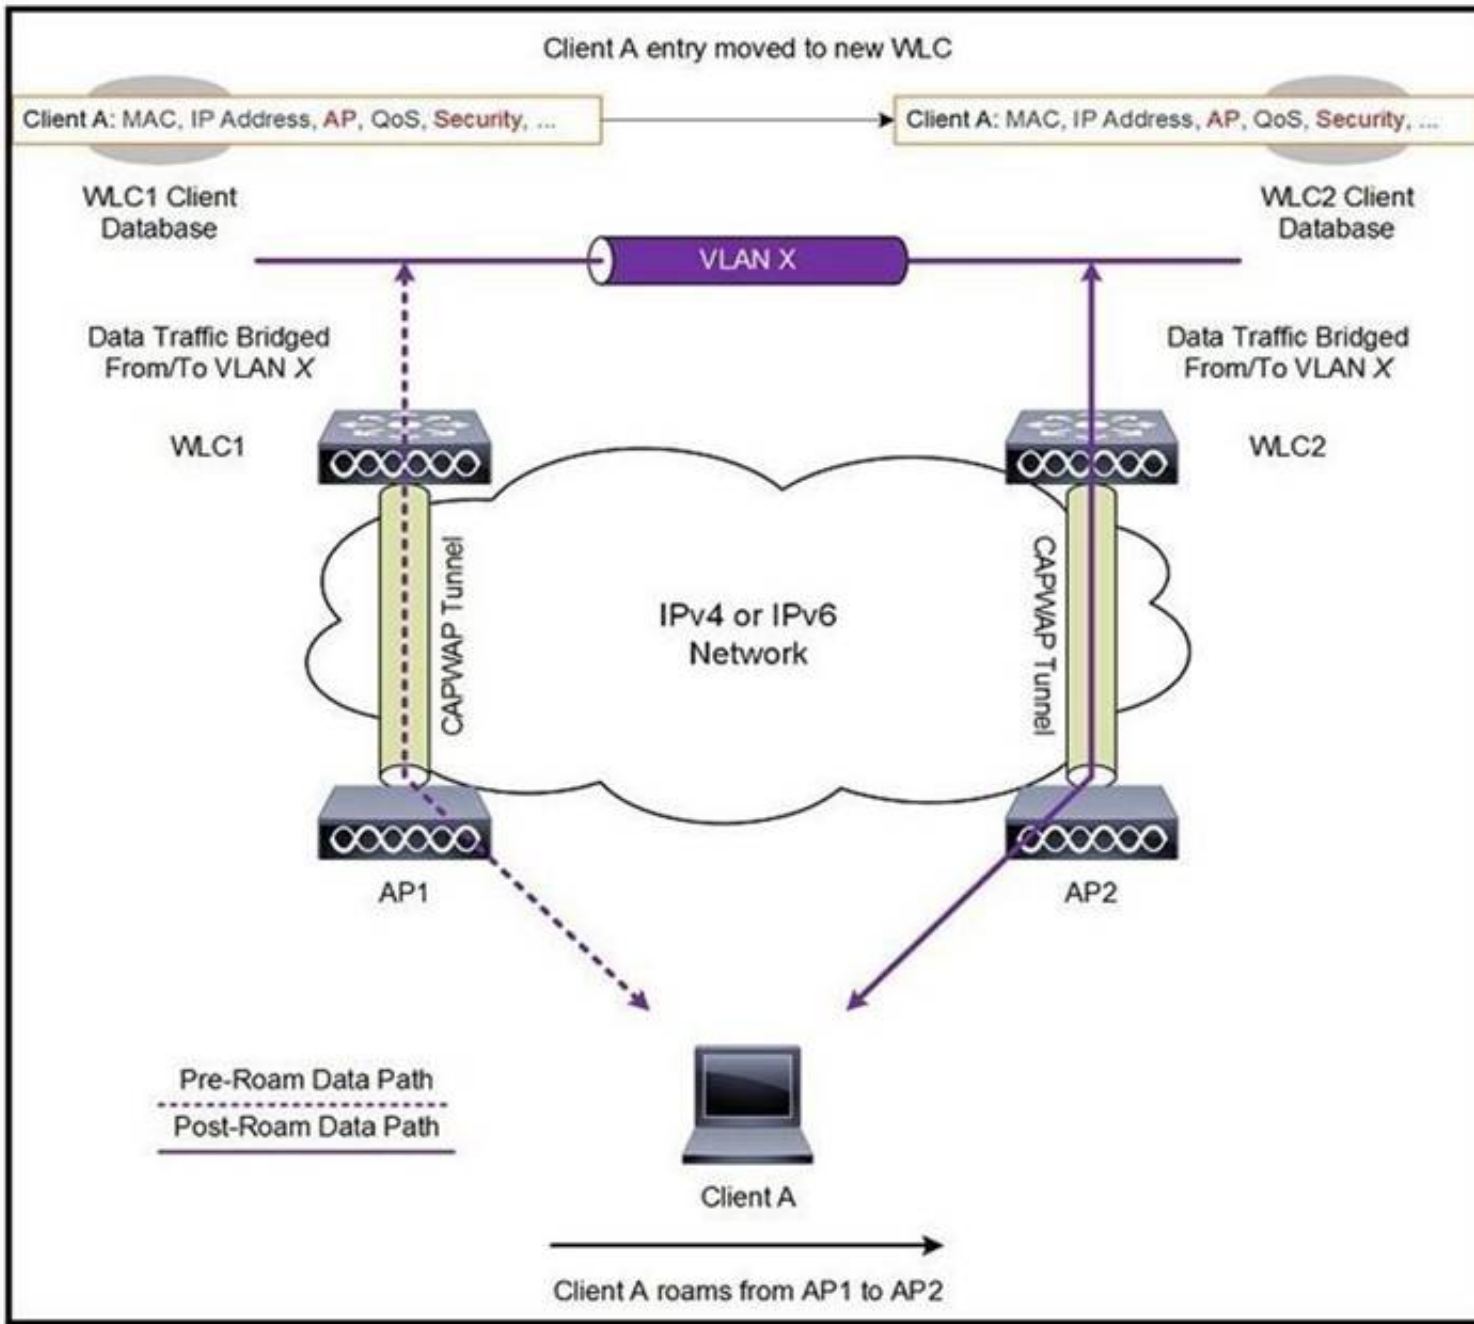 Client A entry moved to new WLC
Client A: MAC, IP Address, AP, QoS, Security, ...
Client A: MAC, IP Address, AP, QoS, Security, ...
WLC1 Client
Database
WLC2 Client
Database
VLAN X
Data Traffic Bridged
From/To VLAN X
Data Traffic Bridged
From/To VLAN X
WLC1
WLC2
CAPWAP Tunnel
CAPWAP Tunnel
IPv4 or IPv6
Network
AP1
AP2
Pre-Roam Data Path
Post-Roam Data Path
Client A
Client A roams from AP1 to AP2